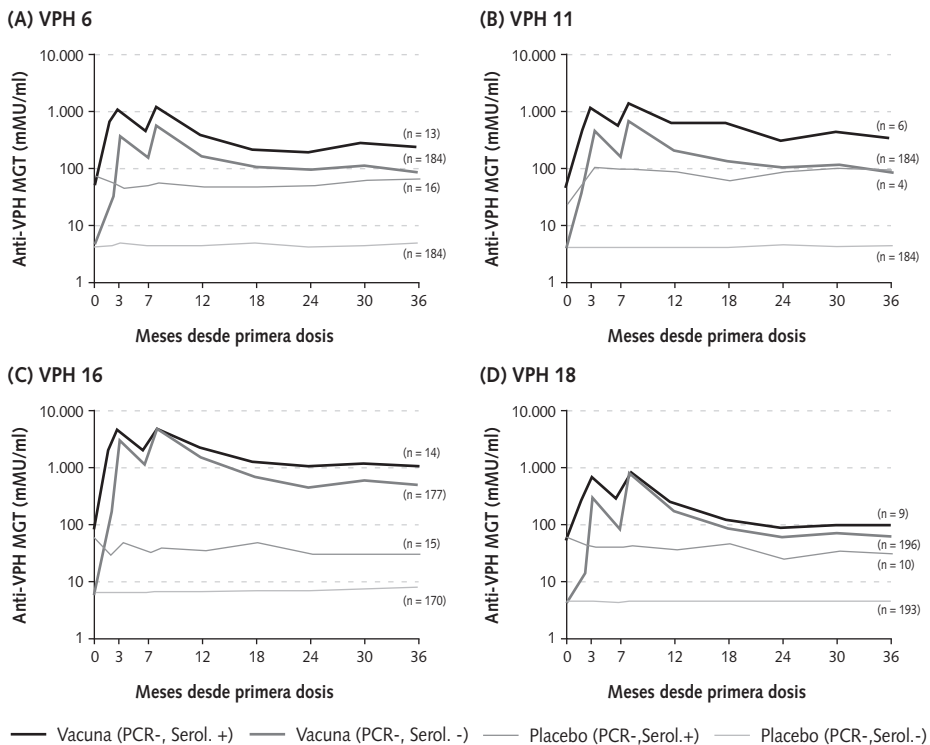 (A) VPH 6
Anti-VPH MGT (mMU/ml)
10.000
1.000
100
10
1
(n = 13)
(n = 184)
(n = 16)
(n = 184)
0 3 7 12 18 24 30 36
Meses desde primera dosis
(B) VPH 11
Anti-VPH MGT (mMU/ml)
10.000
1.000
100
10
1
(n = 6)
(n = 184)
(n = 4)
(n = 184)
0 3 7 12 18 24 30 36
Meses desde primera dosis
(C) VPH 16
Anti-VPH MGT (mMU/ml)
10.000
1.000
100
10
1
(n = 14)
(n = 177)
(n = 15)
(n = 170)
0 3 7 12 18 24 30 36
Meses desde primera dosis
(D) VPH 18
Anti-VPH MGT (mMU/ml)
10.000
1.000
100
10
1
(n = 9)
(n = 196)
(n = 10)
(n = 193)
0 3 7 12 18 24 30 36
Meses desde primera dosis
Vacuna (PCR-, Serol. +) Vacuna (PCR-, Serol. -) Placebo (PCR-,Serol.+) Placebo (PCR-,Serol.-)